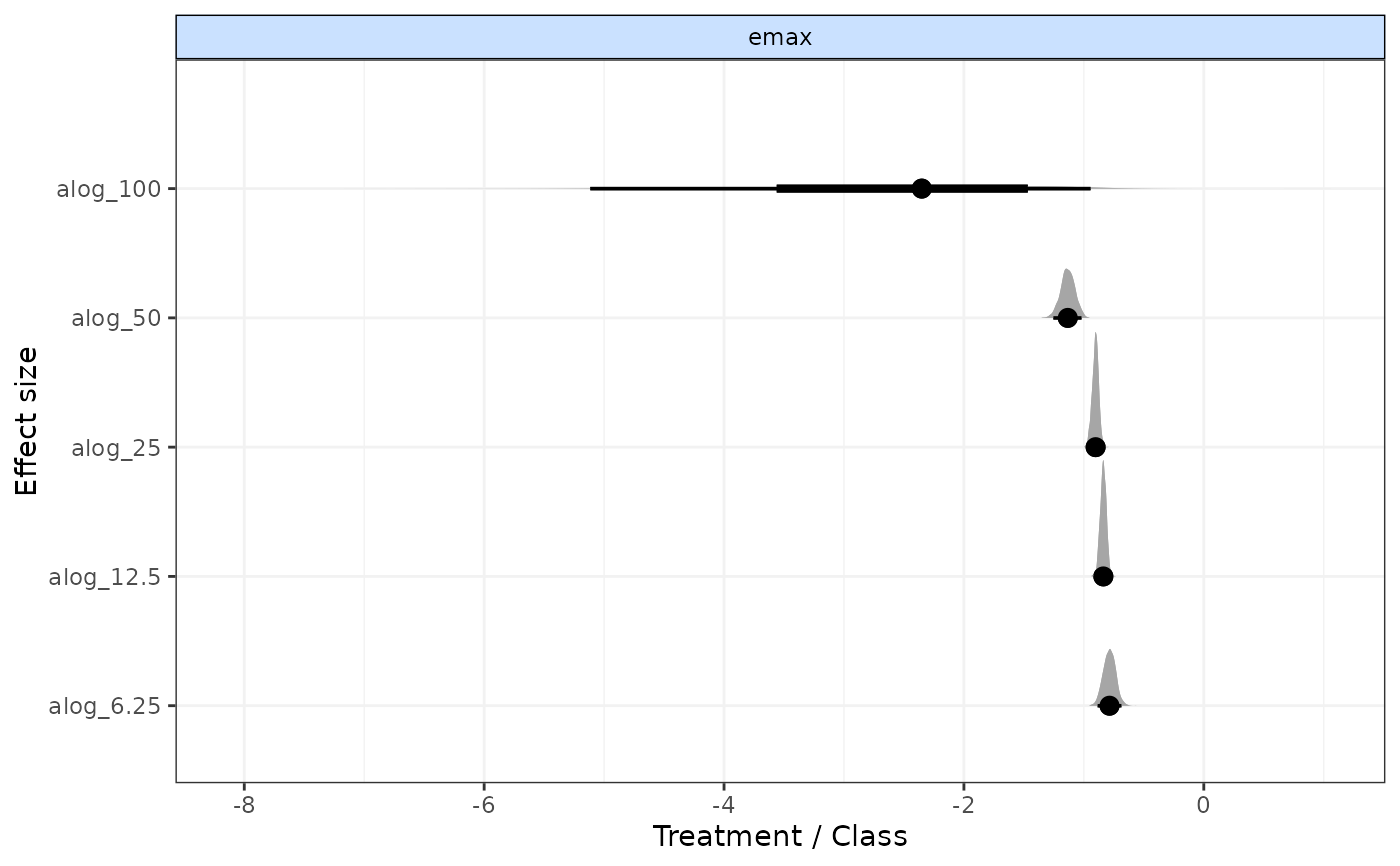 emax
alog_100
alog_50
alog_25
alog_12.5
alog_6.25
Effect size
-8 -6 -4 -2 0
Treatment / Class